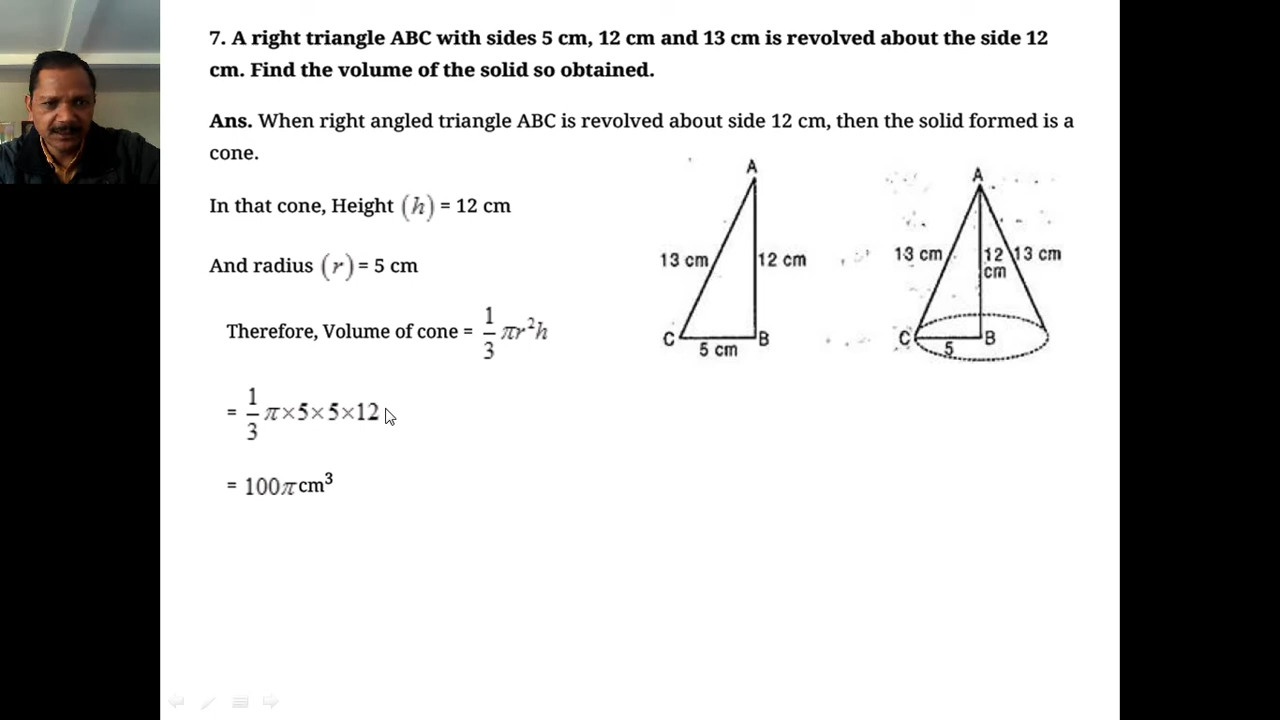 7. A right triangle ABC with sides 5 cm, 12 cm and 13 cm is revolved about the side 12
cm. Find the volume of the solid so obtained.
Ans. When right angled triangle ABC is revolved about side 12 cm, then the solid formed is a
cone.
In that cone, Height (h) = 12 cm
And radius (r) = 5 cm
Therefore, Volume of cone = 1/3 πr²h
= 1/3 π×5×5×12
= 100π cm³
A
13 cm
12 cm
C
B
5 cm
A
13 cm
12
cm
13 cm
C
B
5